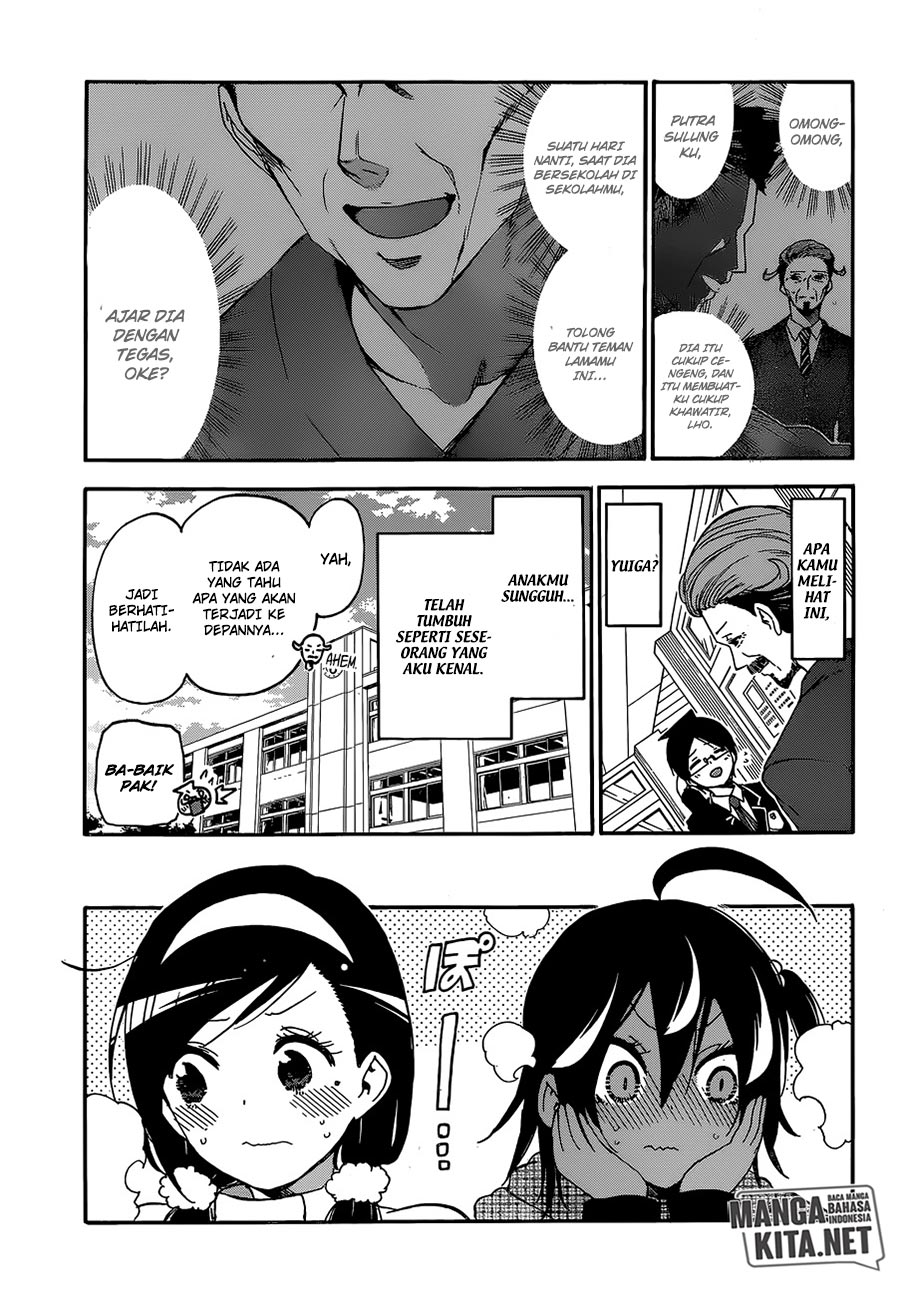 OMONG-
OMONG,
PUTRA
SULUNG
KU,
DIA ITU
CUKUP CE-
NGENG, DAN
ITU MEMBUAT-
KU CUKUP
KHAWATIR,
LHO.
SUATU HARI
NANTI, SAAT DIA
BERSEKOLAH DI
SEKOLAHMU,
TOLONG
BANTU TEMAN
LAMAMU
INI...
AJAR DIA
DENGAN
TEGAS,
OKE?
APA
KAMU
MELI-
HAT
INI,
YUIGA?
ANAKMU
SUNGGUH...
TELAH
TUMBUH
SEPERTI SESE-
ORANG YANG
AKU KENAL.
YAH,
TIDAK ADA
YANG TAHU
APA YANG AKAN
TERJADI KE
DEPANNYA...
JADI
BERHATI-
HATILAH.
AHEM.
BA-BAIK
PAK!
ぽー…
MANGA
KITA.NET
BACA MANGA
BAHASA
INDONESIA